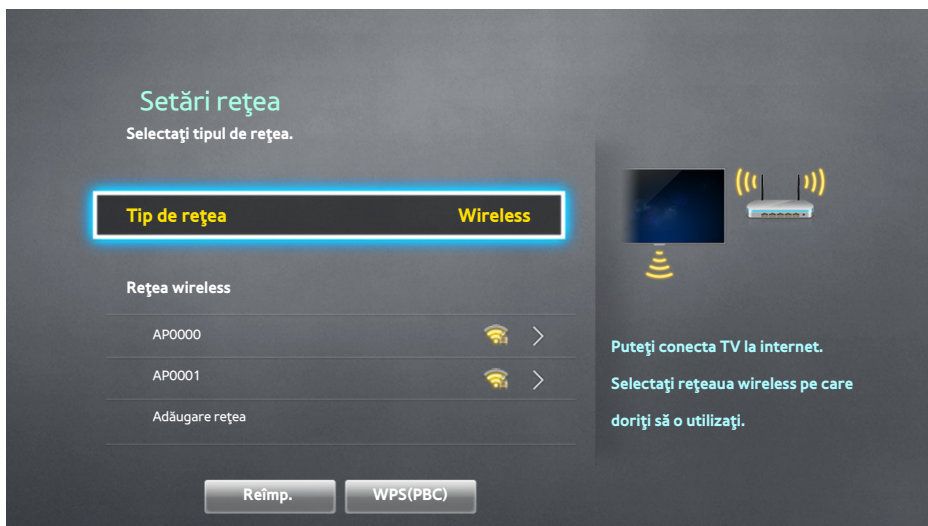 Setări reţea
Selectaţi tipul de reţea.
Tip de reţea Wireless
Reţea wireless
AP0000
AP0001
Adăugare reţea
Reîmp. WPS(PBC)
Puteţi conecta TV la internet.
Selectaţi reţeaua wireless pe care
doriţi să o utilizaţi.